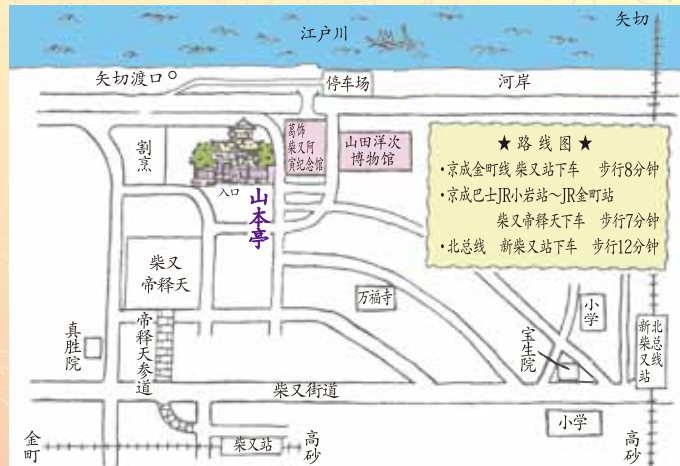 江户川
矢切
矢切渡口
停车场
河岸
割烹
葛饰
柴又阿
寅纪念馆
山田洋次
博物馆
入口
山本亭
★ 路线图 ★
·京成金町线 柴又站下车 步行8分钟
·京成巴士JR小岩站～JR金町站
柴又帝释天下车 步行7分钟
·北总线 新柴又站下车 步行12分钟
柴又
帝释天
万福寺
小学
真胜院
帝释天参道
宝生院
北总线
新柴又站
柴又街道
小学
金町
柴又站
高砂
高砂